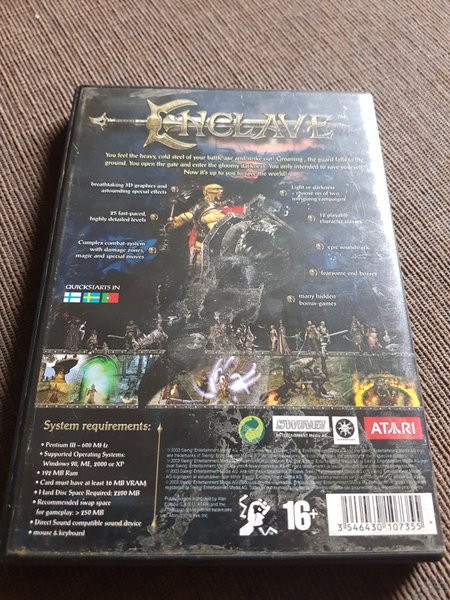 ENCLAVE
You feel the heavy, cold steel of your battle axe and strike out! Groaning, the guard falls to the
ground. You open the gate and enter the gloomy darkness. You only intended to save yourself.
Now it's up to you to save the world!
breathtaking 3D graphics and
astounding special effects
25 fast-paced,
highly detailed levels
Complex combat-system
with damage zones,
magic and special moves
Light or darkness
– choose on of two
intriguing campaigns
12 playable
character classes
epic soundtrack
fearsome end bosses
many hidden
bonus-games
QUICKSTARTS IN
System requirements:
• Pentium III – 600 MHz
• Supported Operating Systems:
Windows 98, ME, 2000 or XP
• 192 MB Ram
• Card must have at least 16 MB VRAM
• Hard Disc Space Required: 2200 MB
• Recommended swap space
for gameplay: > 250 MB
• Direct Sound compatible sound device
• mouse & keyboard
SWING!
ENTERTAINMENT MEDIA AG
ATARI
16+
3 546430 107355